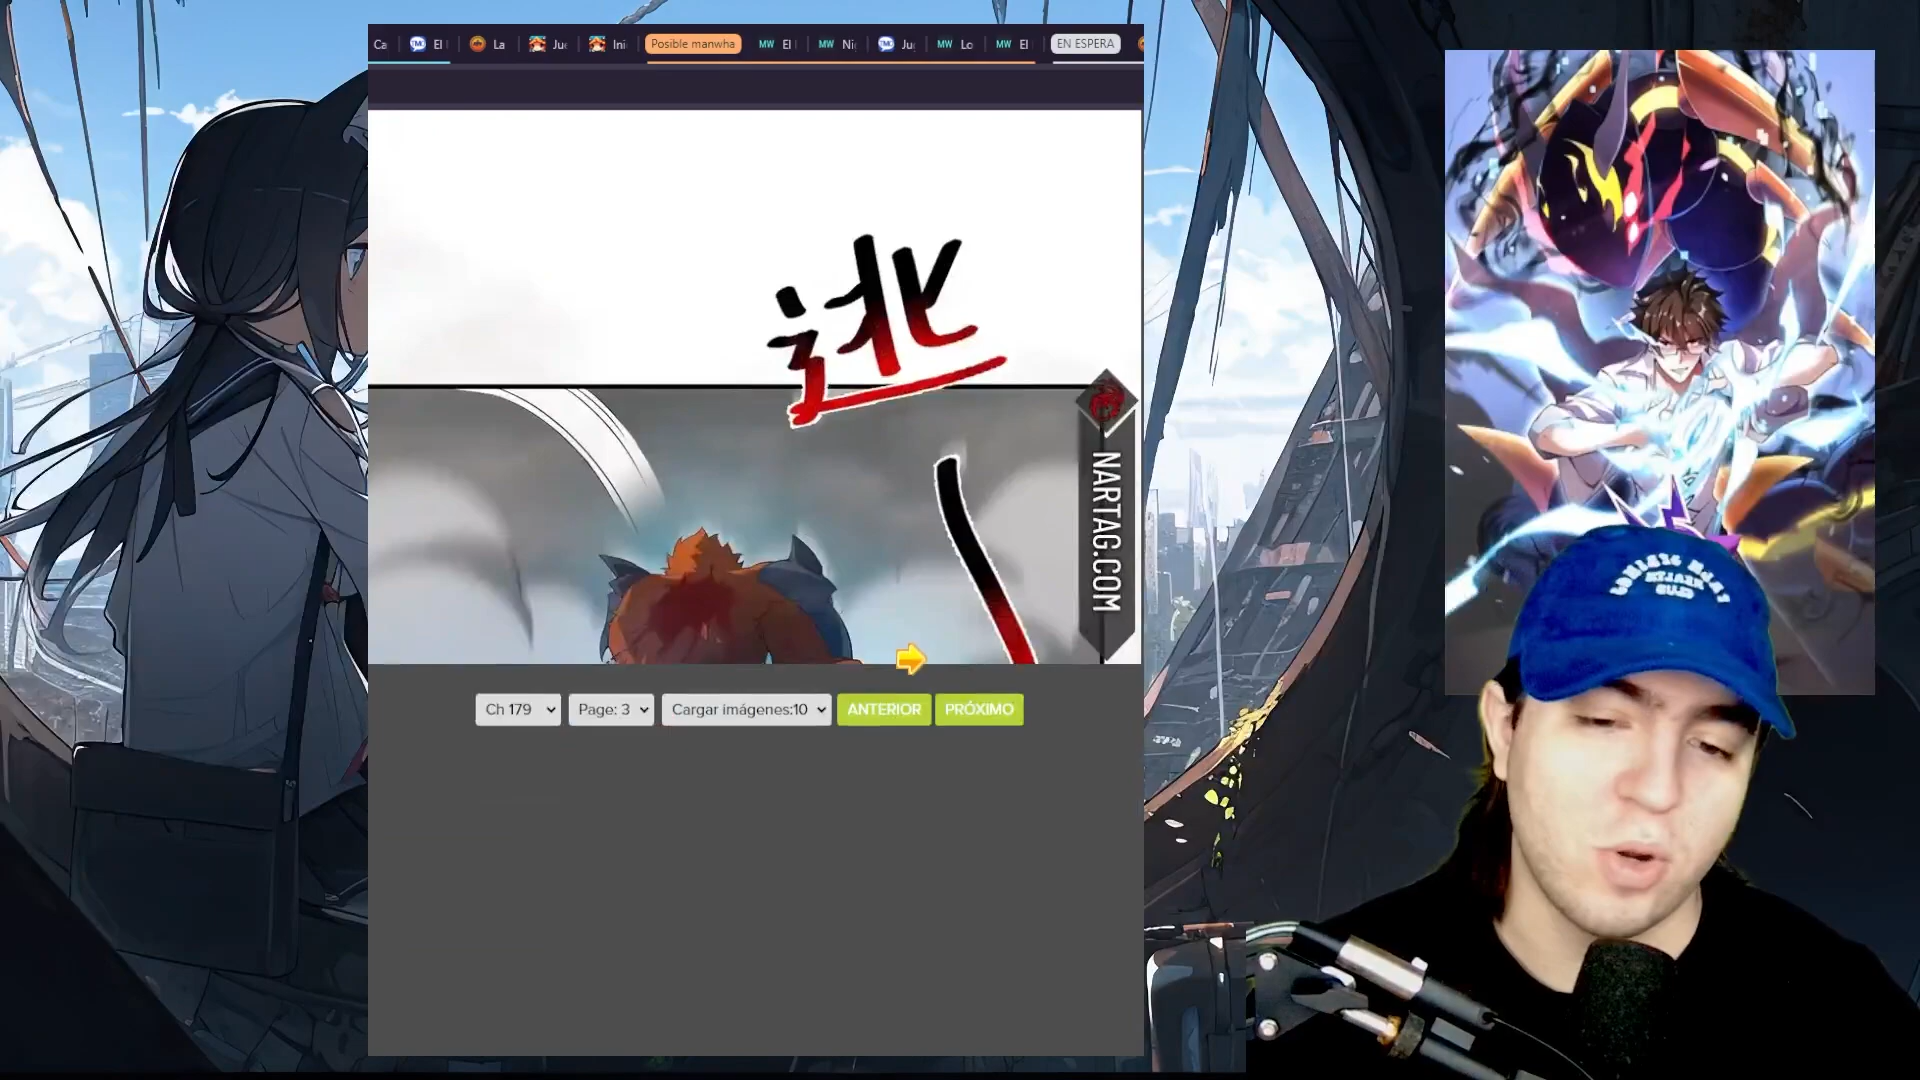 Ca El La Ju Ini Posible manwha MW El MW Ni Ju MW Lo MW El EN ESPERA
逃
NARTAG.COM
Ch 179 Page: 3 Cargar imágenes:10 ANTERIOR PRÓXIMO